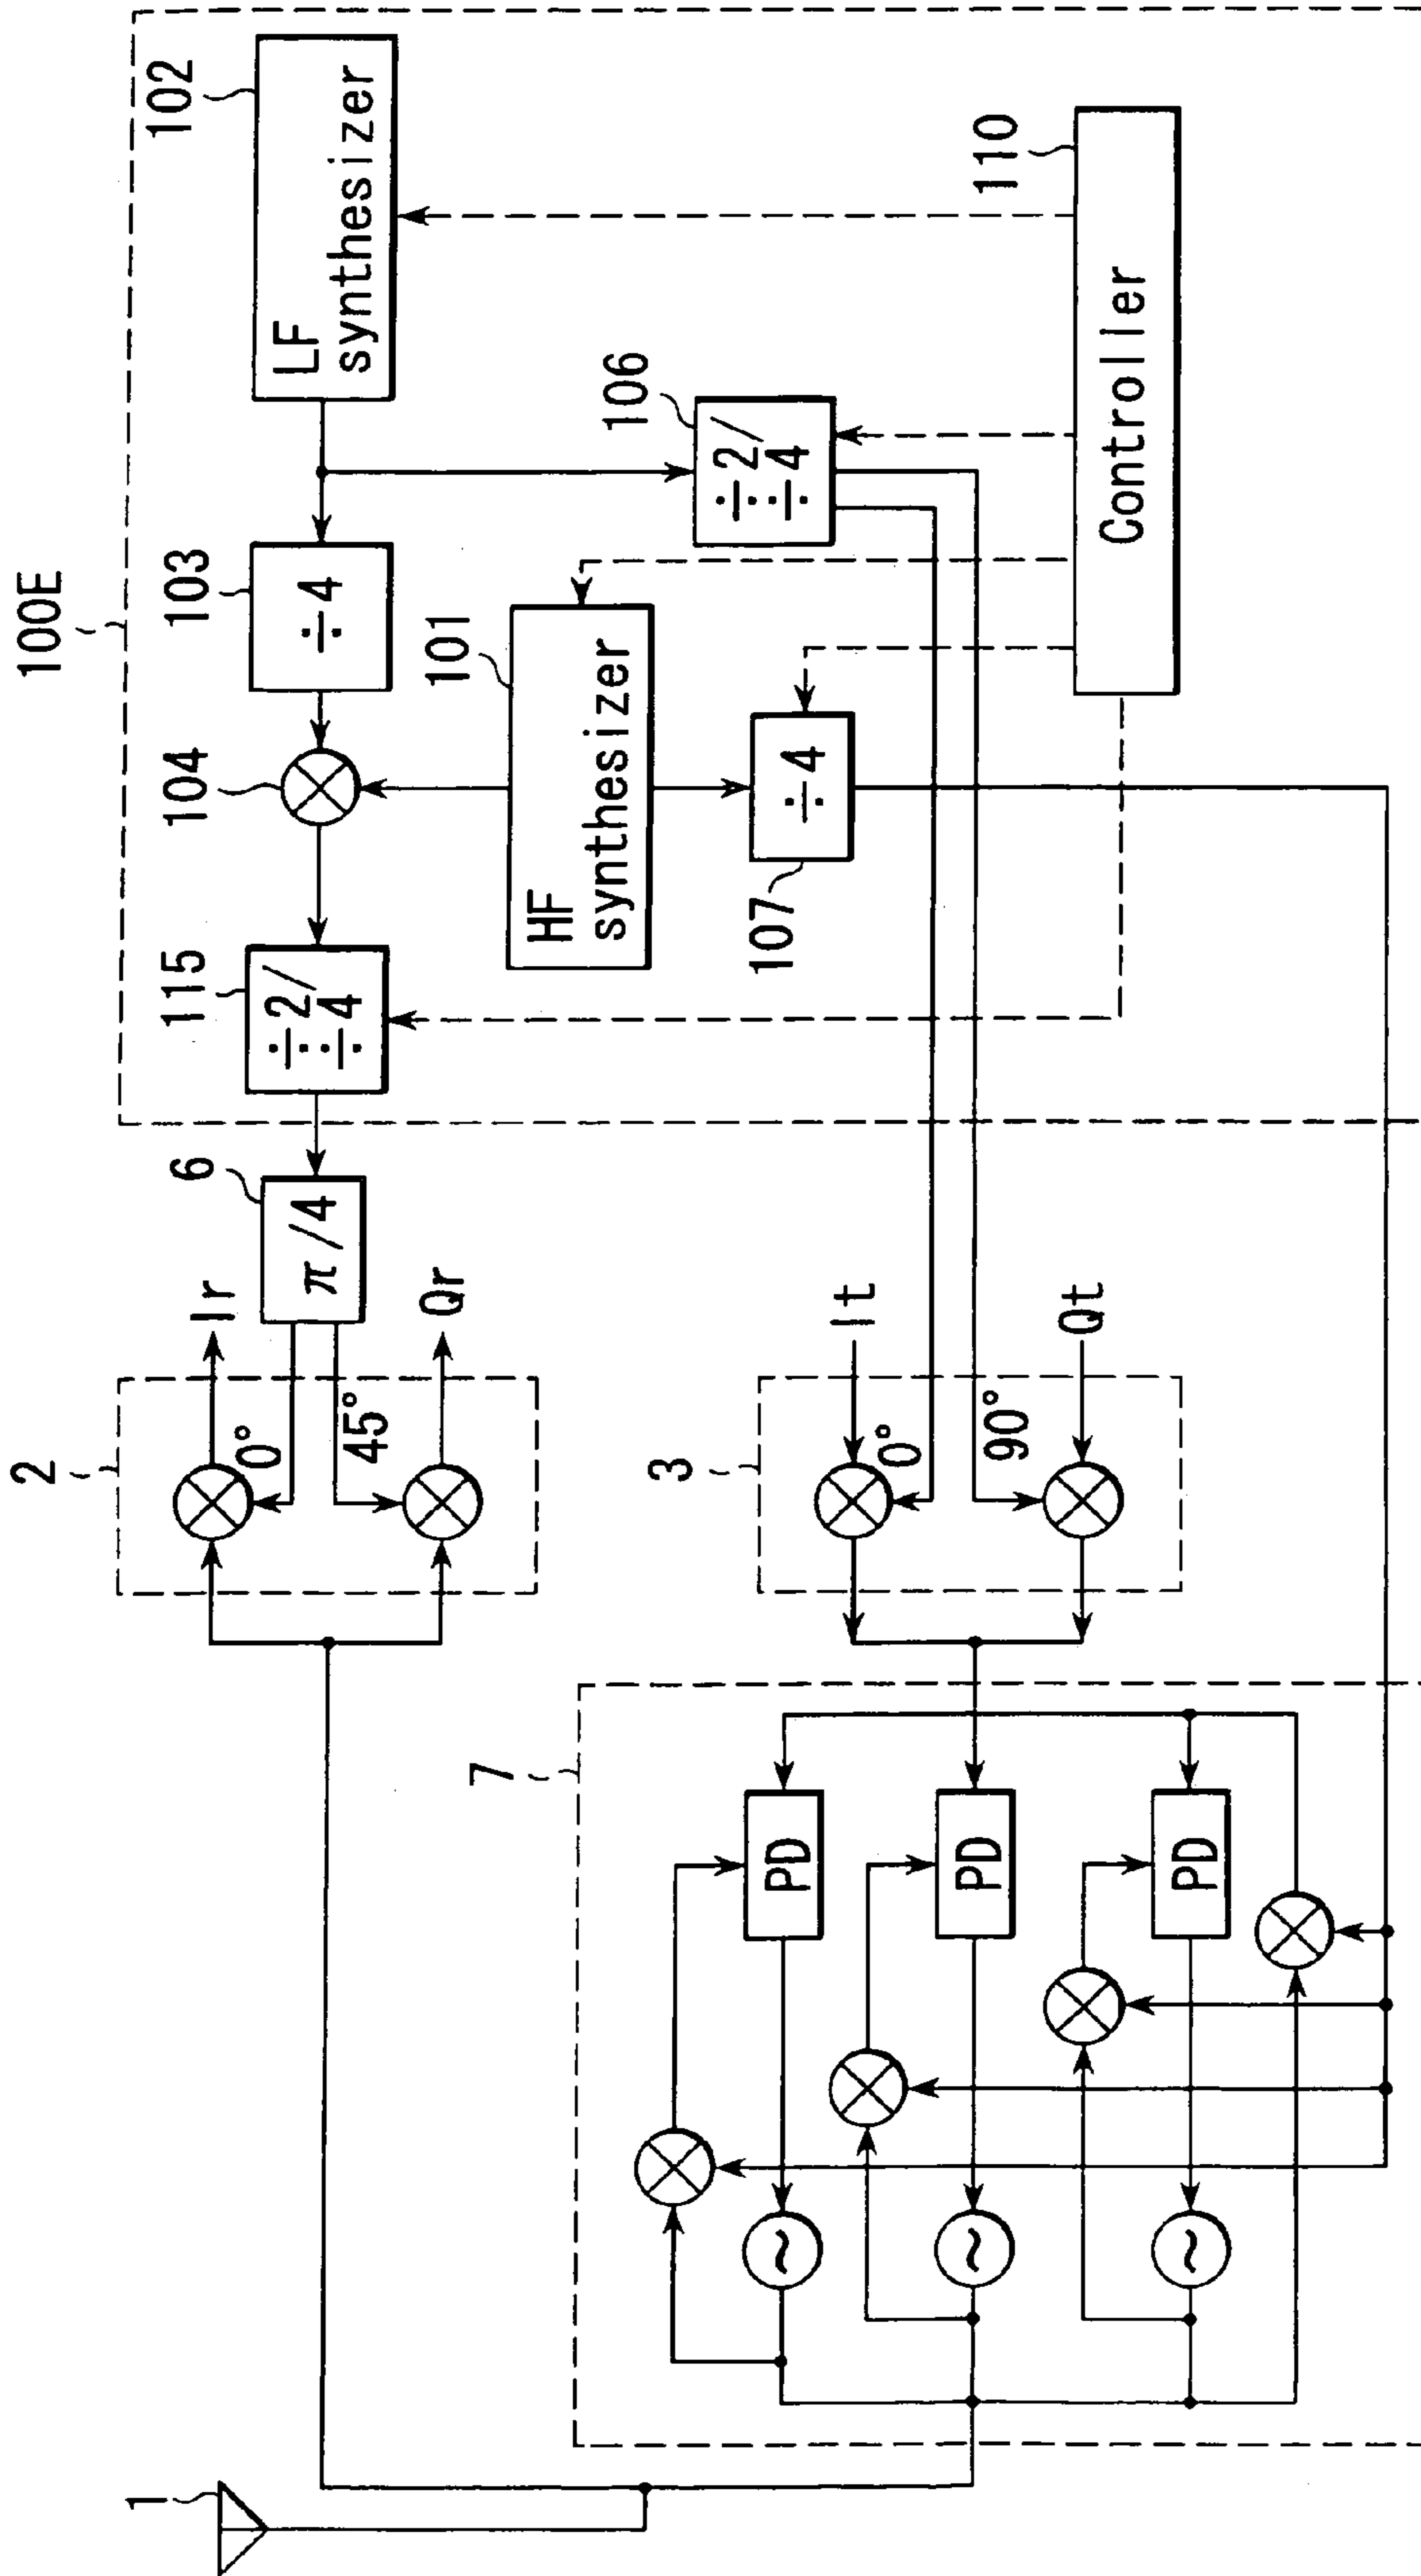 1
2
0°
45°
Ir
Qr
6
π/4
100E
115
÷2/
÷4
104
103
÷4
102
LF
synthesizer
101
HF
synthesizer
106
÷2/
÷4
107
÷4
110
Controller
3
0°
90°
It
Qt
7
PD
PD
PD
~
~
~